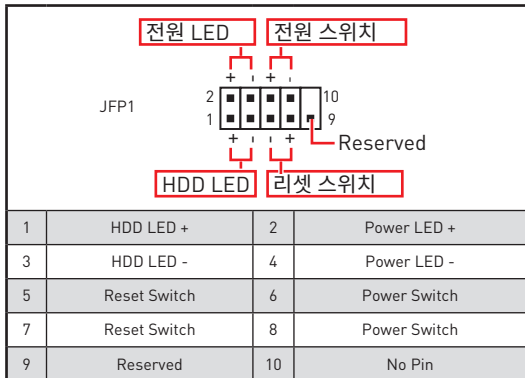 전원 LED 전원 스위치
+ - + -
JFP1
2 10
1 9
+ - - +
Reserved
HDD LED 리셋 스위치
1 HDD LED + 2 Power LED +
3 HDD LED - 4 Power LED -
5 Reset Switch 6 Power Switch
7 Reset Switch 8 Power Switch
9 Reserved 10 No Pin